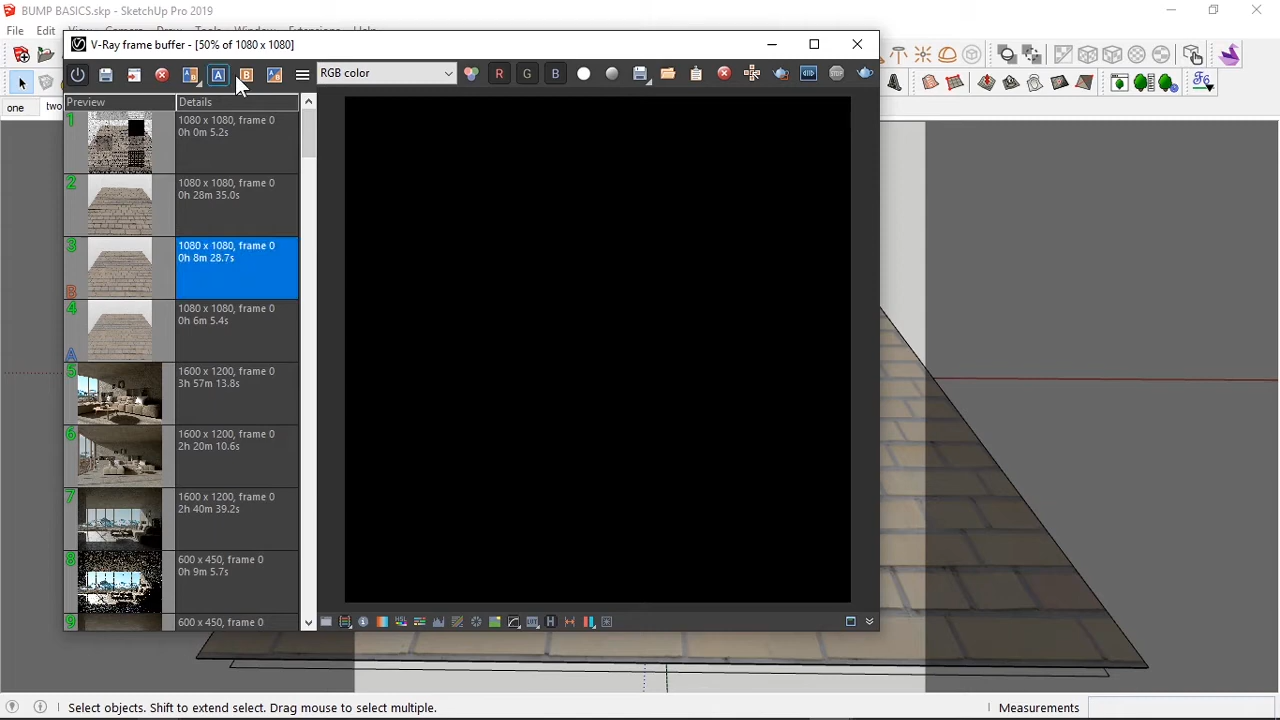 BUMP BASICS.skp - SketchUp Pro 2019
File Edit
V-Ray frame buffer - [50% of 1080 x 1080]
A B A B A B RGB color R G B
one two
Preview Details
1 1080 x 1080, frame 0
0h 0m 5.2s
2 1080 x 1080, frame 0
0h 28m 35.0s
3 1080 x 1080, frame 0
0h 8m 28.7s
B
4 1080 x 1080, frame 0
0h 6m 5.4s
A
5 1600 x 1200, frame 0
3h 57m 13.8s
6 1600 x 1200, frame 0
2h 20m 10.6s
7 1600 x 1200, frame 0
2h 40m 39.2s
8 600 x 450, frame 0
0h 9m 5.7s
9 600 x 450, frame 0
H
Select objects. Shift to extend select. Drag mouse to select multiple. Measurements